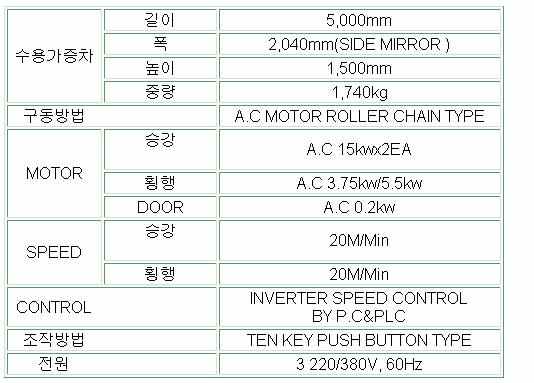 수용가증차 길이 5,000mm
폭 2,040mm(SIDE MIRROR )
높이 1,500mm
중량 1,740kg
구동방법 A.C MOTOR ROLLER CHAIN TYPE
MOTOR 승강 A.C 15kwx2EA
횡행 A.C 3.75kw/5.5kw
DOOR A.C 0.2kw
SPEED 승강 20M/Min
횡행 20M/Min
CONTROL INVERTER SPEED CONTROL
BY P.C&PLC
조작방법 TEN KEY PUSH BUTTON TYPE
전원 3 220/380V, 60Hz